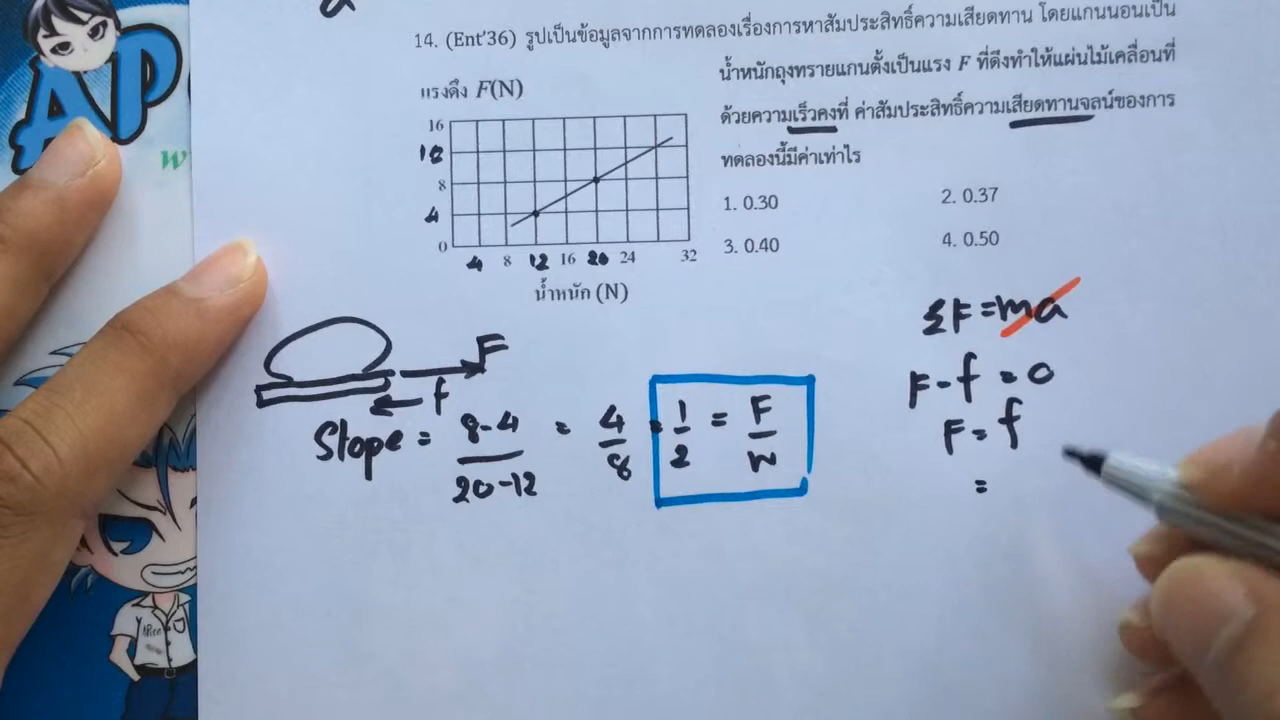 AP
W
14. (Ent'36) รูปเป็นข้อมูลจากการทดลองเรื่องการหาสัมประสิทธิ์ความเสียดทาน โดยแกนนอนเป็น
น้ำหนักถุงทรายแกนตั้งเป็นแรง F ที่ดึงทำให้แผ่นไม้เคลื่อนที่
ด้วยความเร็วคงที่ ค่าสัมประสิทธิ์ความเสียดทานจลน์ของการ
ทดลองนี้มีค่าเท่าไร
1. 0.30 2. 0.37
3. 0.40 4. 0.50
แรงดึง F(N)
16
8
4
0
4 8 12 16 20 24 32
น้ำหนัก (N)
F
f
Slope = 8-4 / 20-12 = 4/8 = 1/2 = F/W
ΣF = ma
F - f = 0
F = f
=